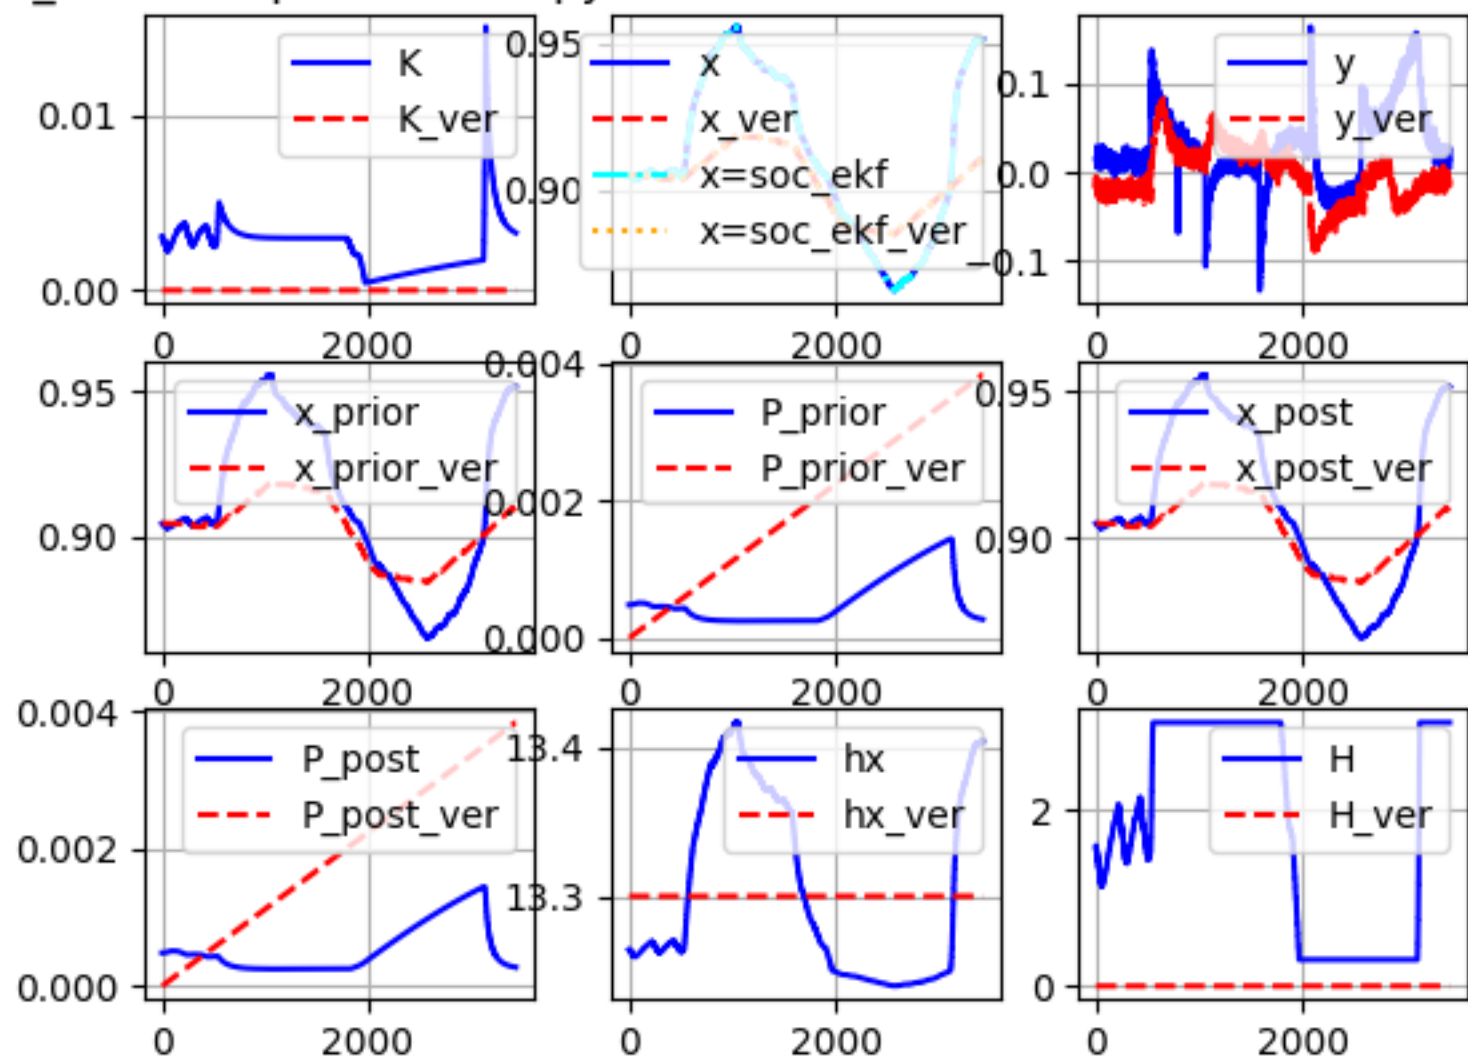 K
K_ver
0.01
0.00
0 2000
x
x_ver
x=soc_ekf
x=soc_ekf_ver
0.95
0.90
0 2000
y
y_ver
0.1
0.0
−0.1
0 2000
x_prior
x_prior_ver
0.95
0.90
0 2000
P_prior
P_prior_ver
0.004
0.002
0.000
0 2000
x_post
x_post_ver
0.95
0.90
0 2000
P_post
P_post_ver
0.004
0.002
0.000
0 2000
hx
hx_ver
13.4
13.3
0 2000
H
H_ver
2
0
0 2000